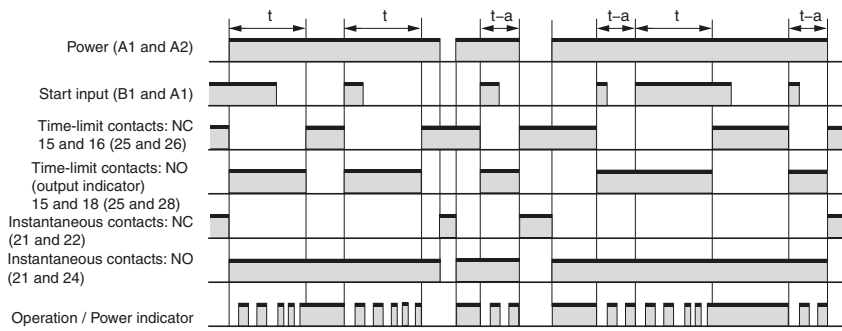 t t t–a t–a t t–a
Power (A1 and A2)
Start input (B1 and A1)
Time-limit contacts: NC
15 and 16 (25 and 26)
Time-limit contacts: NO
(output indicator)
15 and 18 (25 and 28)
Instantaneous contacts: NC
(21 and 22)
Instantaneous contacts: NO
(21 and 24)
Operation / Power indicator